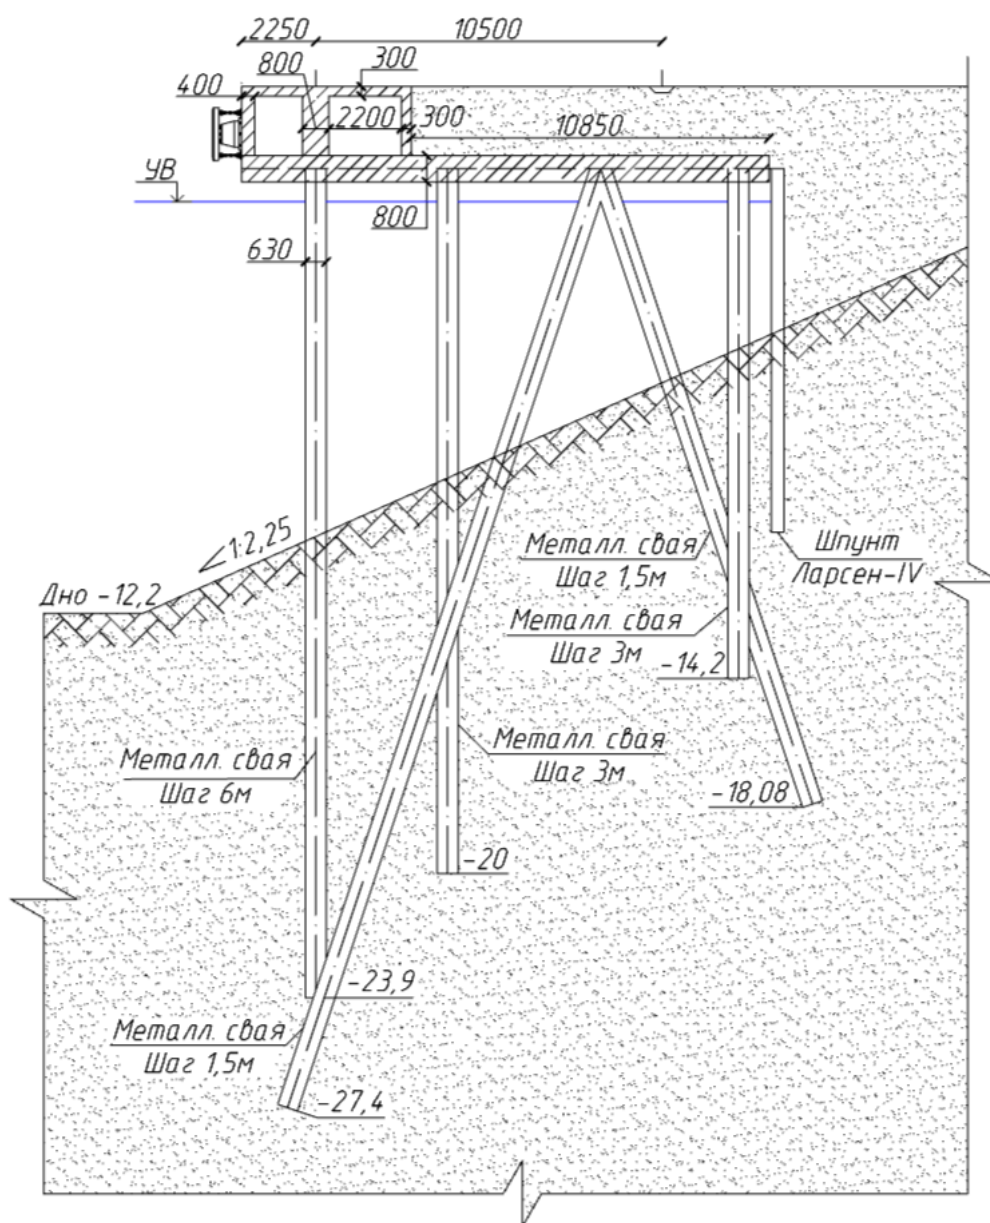 2250
10500
800
300
400
2200
300
10850
УВ
800
630
1:2,25
Дно -12,2
Металл. свая
Шаг 1,5м
Шпунт
Ларсен-IV
Металл. свая
Шаг 3м
-14,2
Металл. свая
Шаг 6м
Металл. свая
Шаг 3м
-18,08
-20
-23,9
Металл. свая
Шаг 1,5м
-27,4